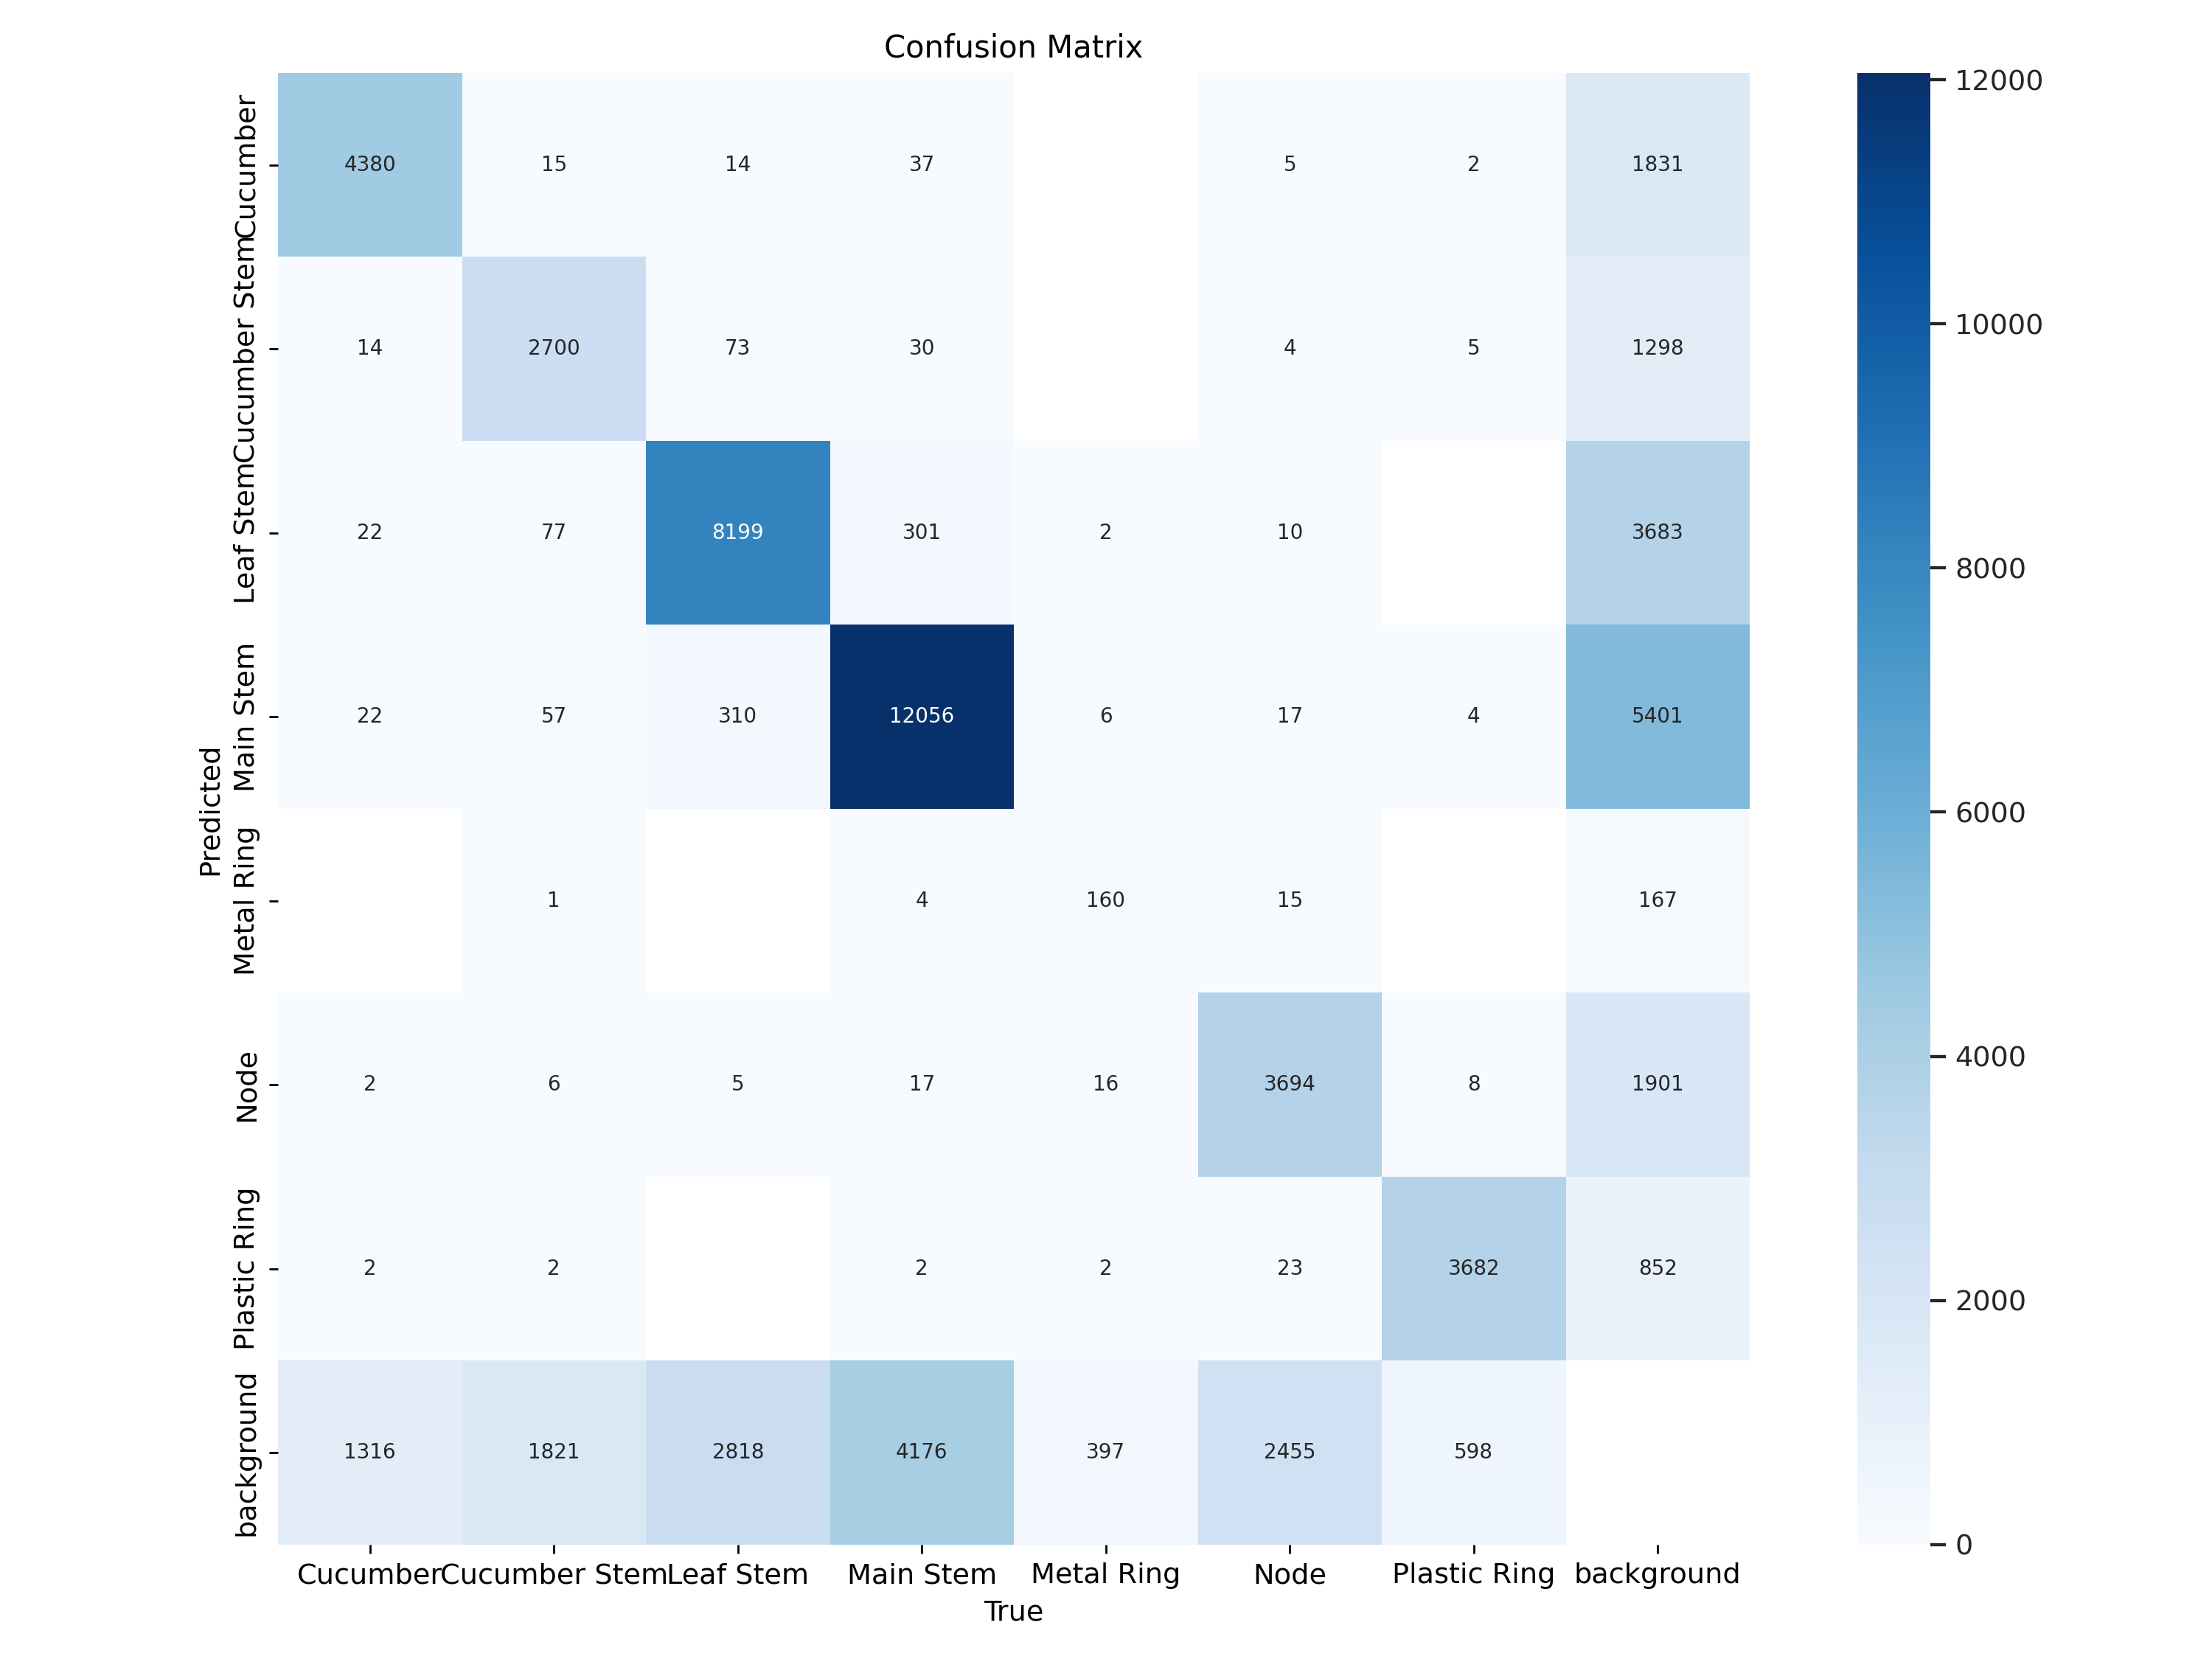 Confusion Matrix
Cucumber 4380 15 14 37 5 2 1831
Cucumber Stem 14 2700 73 30 4 5 1298
Leaf Stem 22 77 8199 301 2 10 3683
Main Stem 22 57 310 12056 6 17 4 5401
Metal Ring 1 4 160 15 167
Node 2 6 5 17 16 3694 8 1901
Plastic Ring 2 2 2 2 23 3682 852
background 1316 1821 2818 4176 397 2455 598
Cucumber Cucumber Stem Leaf Stem Main Stem Metal Ring Node Plastic Ring background
True
Predicted
12000
10000
8000
6000
4000
2000
0